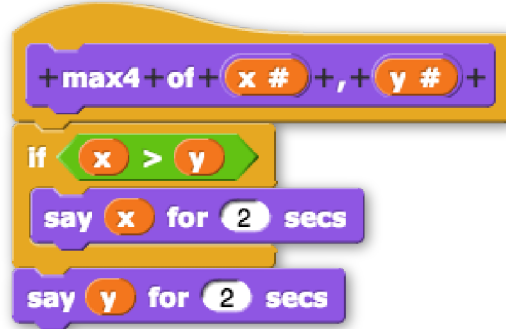 +max4+of+ x # +,+ y # +
if x > y
say x for 2 secs
say y for 2 secs